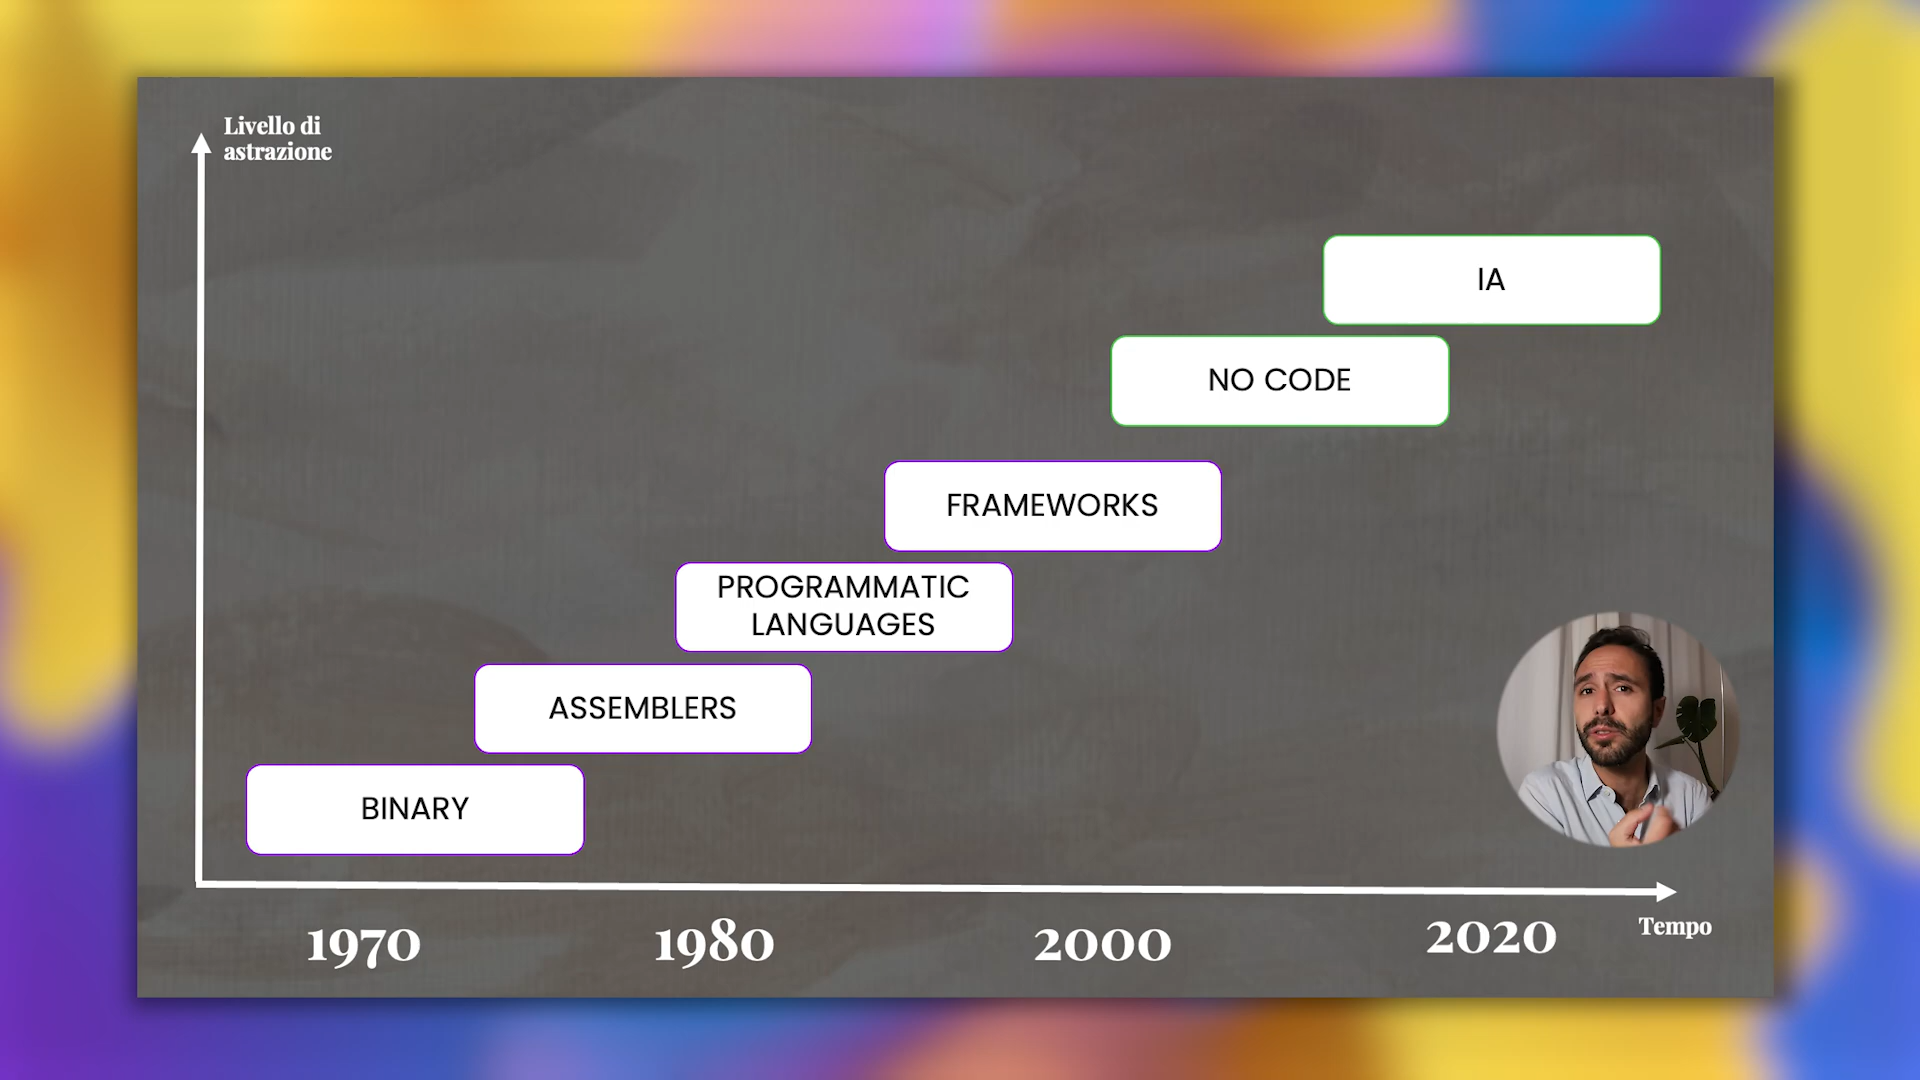 Livello di
astrazione
IA
NO CODE
FRAMEWORKS
PROGRAMMATIC
LANGUAGES
ASSEMBLERS
BINARY
1970
1980
2000
2020
Tempo